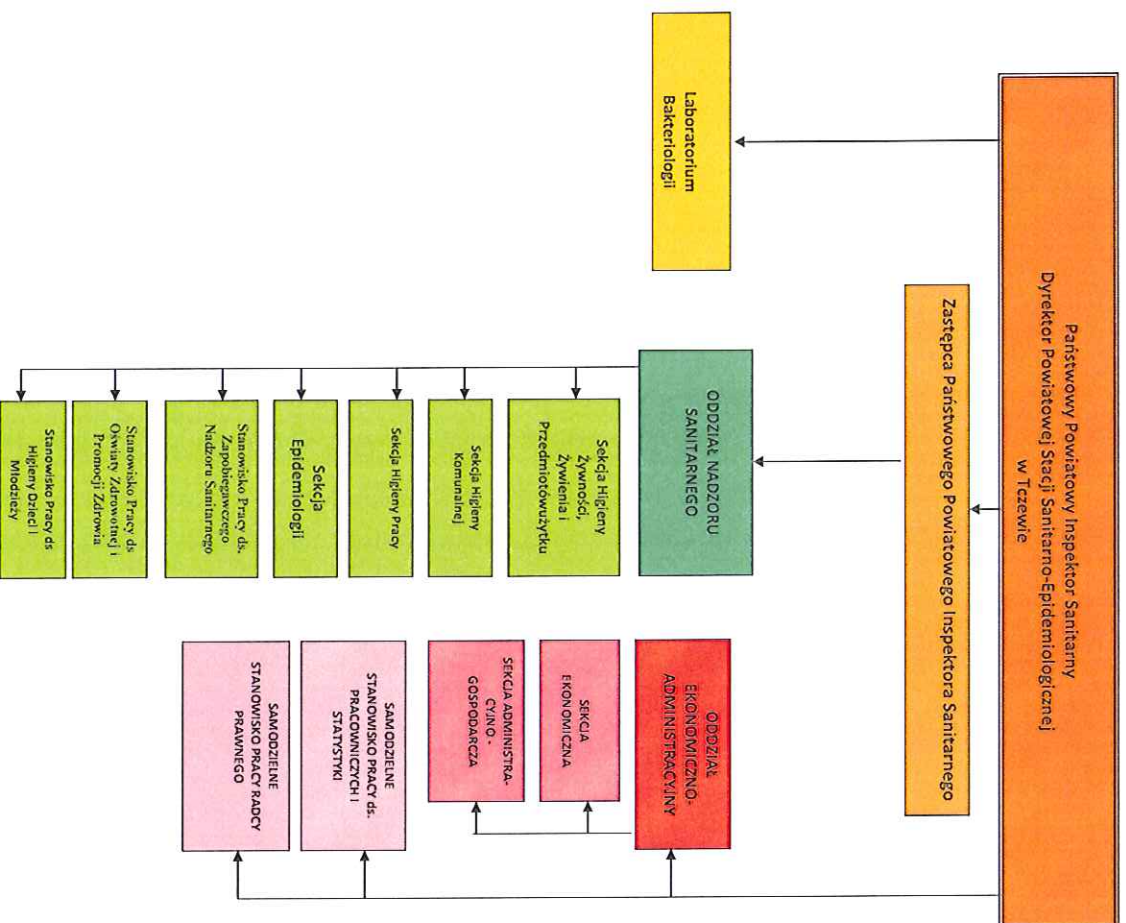 Państwowy Powiatowy Inspektor Sanitarny
Dyrektor Powiatowej Stacji Sanitarno-Epidemiologicznej
w Tczewie
Zastępca Państwowego Powiatowego Inspektora Sanitarnego
Laboratorium
Bakteriologii
ODDZIAŁ NADZORU
SANITARNEGO
Sekcja Higieny
Żywności,
Żywienia i
Przedmiotówużytku
Sekcja Higieny
Komunalnej
Sekcja Higieny Pracy
Sekcja
Epidemiologii
Stanowisko Pracy ds.
Zapobiegawczego
Nadzoru Sanitarnego
Stanowisko Pracy ds
Oświaty Zdrowotnej i
Promocji Zdrowia
Stanowisko Pracy ds
Higieny Dzieci i
Młodzieży
ODDZIAŁ
EKONOMICZNO-
ADMINISTRACYJNY
SEKCJA
EKONOMICZNA
SEKCJA ADMINISTRA-
CYJNO -
GOSPODARCZA
SAMODZIELNE
STANOWISKO PRACY ds.
PRACOWNICZYCH I
STATYSTYKI
SAMODZIELNE
STANOWISKO PRACY RADCY
PRAWNEGO